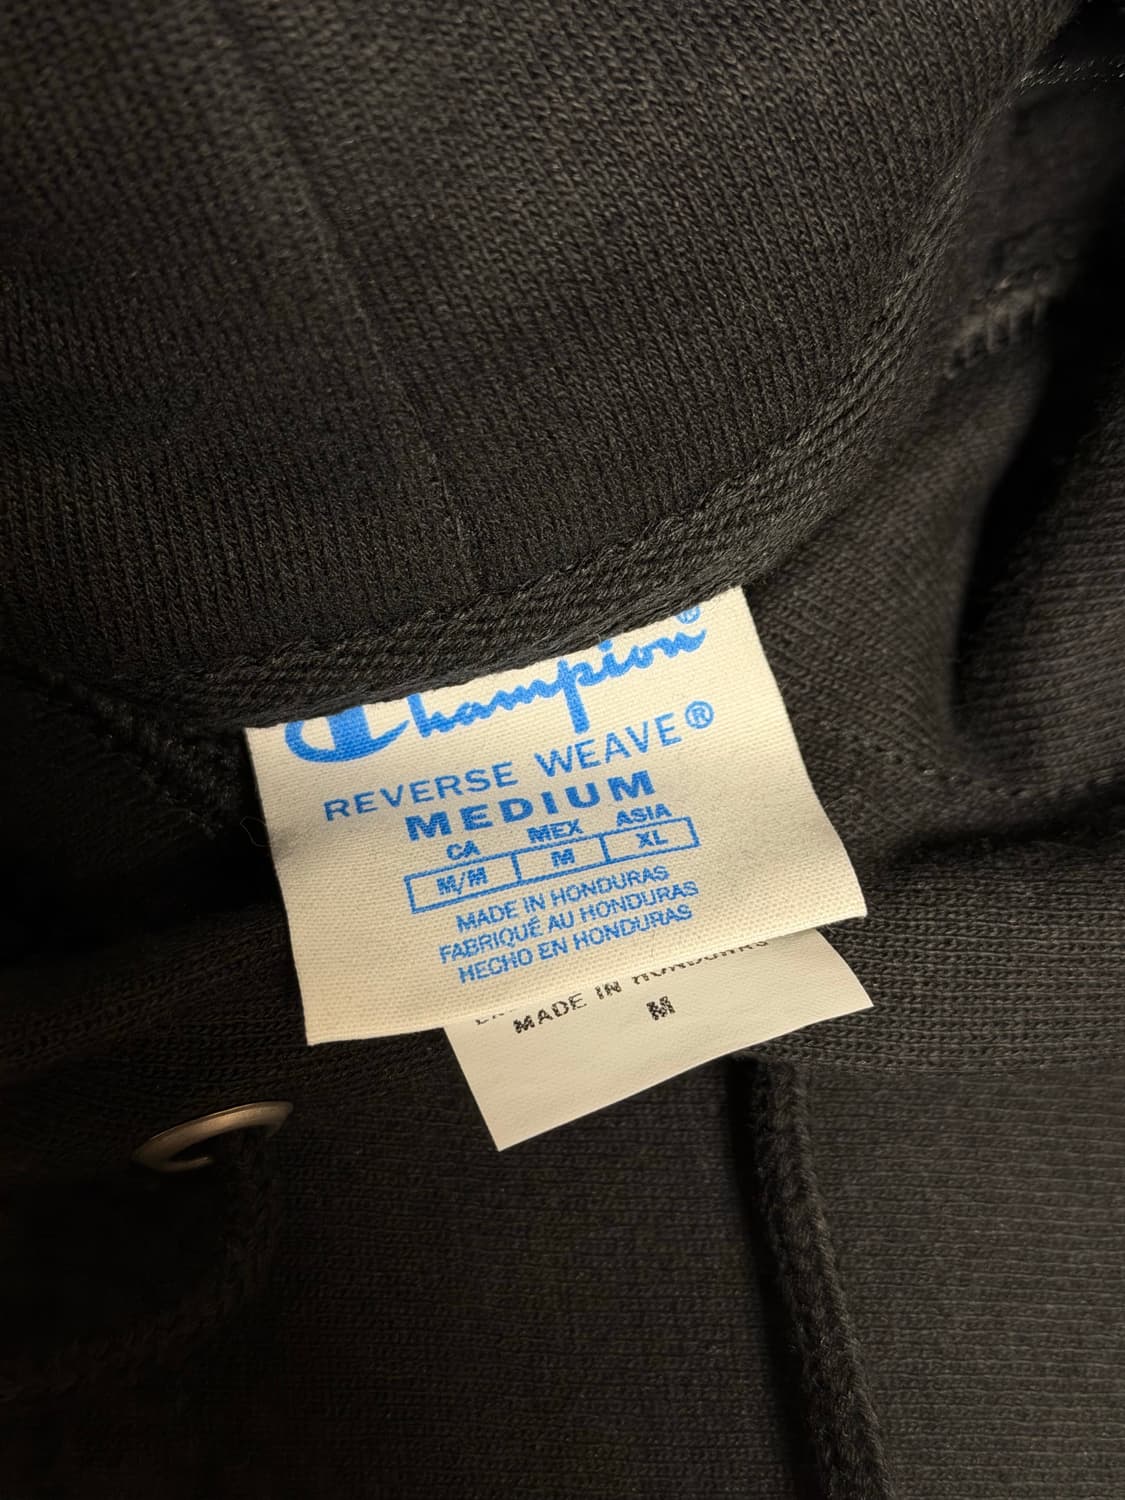 Champion®
REVERSE WEAVE®
MEDIUM
CA MEX ASIA
M/M M XL
MADE IN HONDURAS
FABRIQUÉ AU HONDURAS
HECHO EN HONDURAS
MADE IN HONDURAS
M